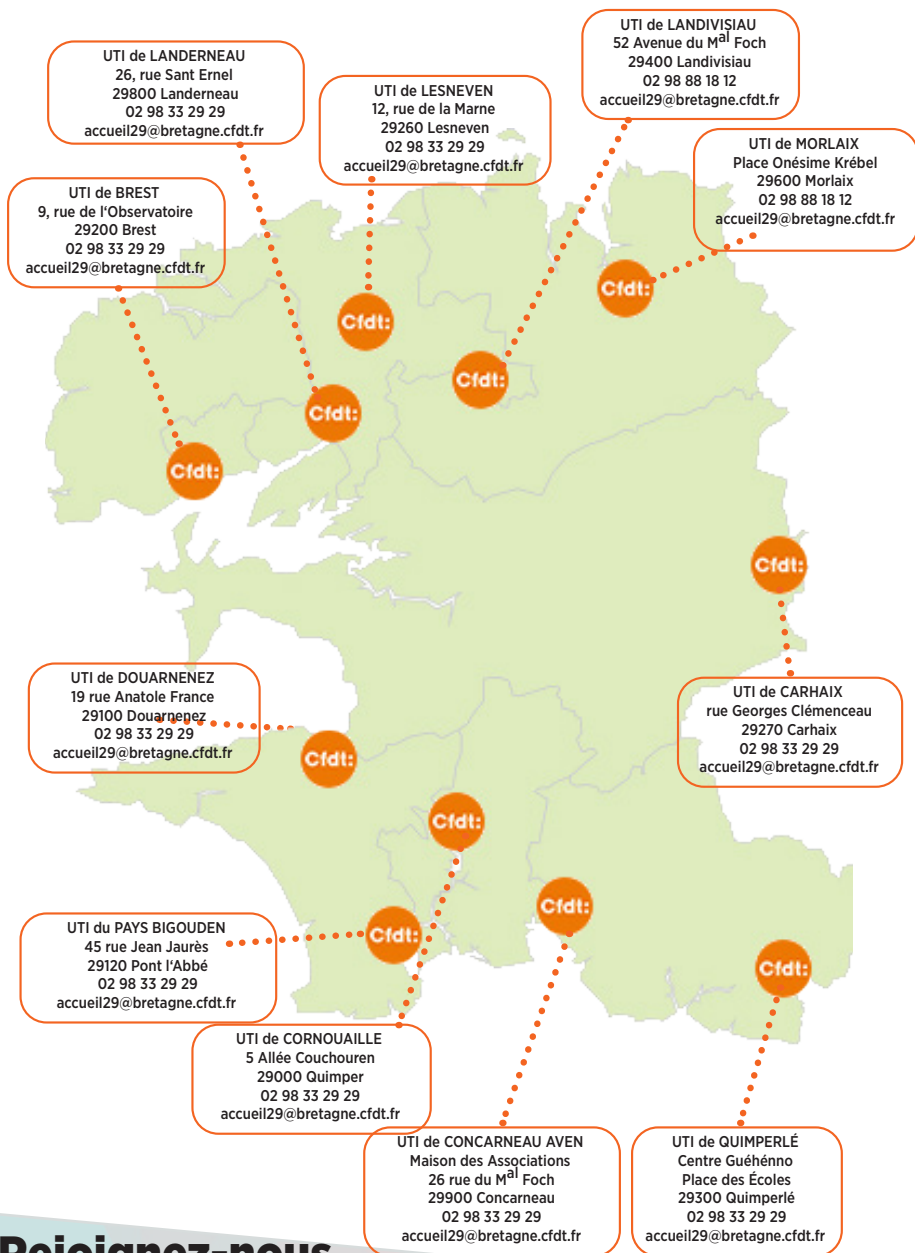 UTI de LANDIVISIAU
52 Avenue du Mal Foch
29400 Landivisiau
02 98 88 18 12
accueil29@bretagne.cfdt.fr
UTI de LANDERNEAU
26, rue Sant Ernel
29800 Landerneau
02 98 33 29 29
accueil29@bretagne.cfdt.fr
UTI de LESNEVEN
12, rue de la Marne
29260 Lesneven
02 98 33 29 29
accueil29@bretagne.cfdt.fr
UTI de MORLAIX
Place Onésime Krébel
29600 Morlaix
02 98 88 18 12
accueil29@bretagne.cfdt.fr
UTI de BREST
9, rue de l'Observatoire
29200 Brest
02 98 33 29 29
accueil29@bretagne.cfdt.fr
Cfdt:
Cfdt:
Cfdt:
Cfdt:
Cfdt:
Cfdt:
UTI de DOUARNENEZ
19 rue Anatole France
29100 Douarnenez
02 98 33 29 29
accueil29@bretagne.cfdt.fr
UTI de CARHAIX
rue Georges Clémenceau
29270 Carhaix
02 98 33 29 29
accueil29@bretagne.cfdt.fr
Cfdt:
Cfdt:
Cfdt:
Cfdt:
Cfdt:
UTI du PAYS BIGOUDEN
45 rue Jean Jaurès
29120 Pont l'Abbé
02 98 33 29 29
accueil29@bretagne.cfdt.fr
UTI de CORNOUAILLE
5 Allée Couchouren
29000 Quimper
02 98 33 29 29
accueil29@bretagne.cfdt.fr
UTI de CONCARNEAU AVEN
Maison des Associations
26 rue du Mal Foch
29900 Concarneau
02 98 33 29 29
accueil29@bretagne.cfdt.fr
UTI de QUIMPERLÉ
Centre Guéhénno
Place des Écoles
29300 Quimperlé
02 98 33 29 29
accueil29@bretagne.cfdt.fr
Rejoignez-nous